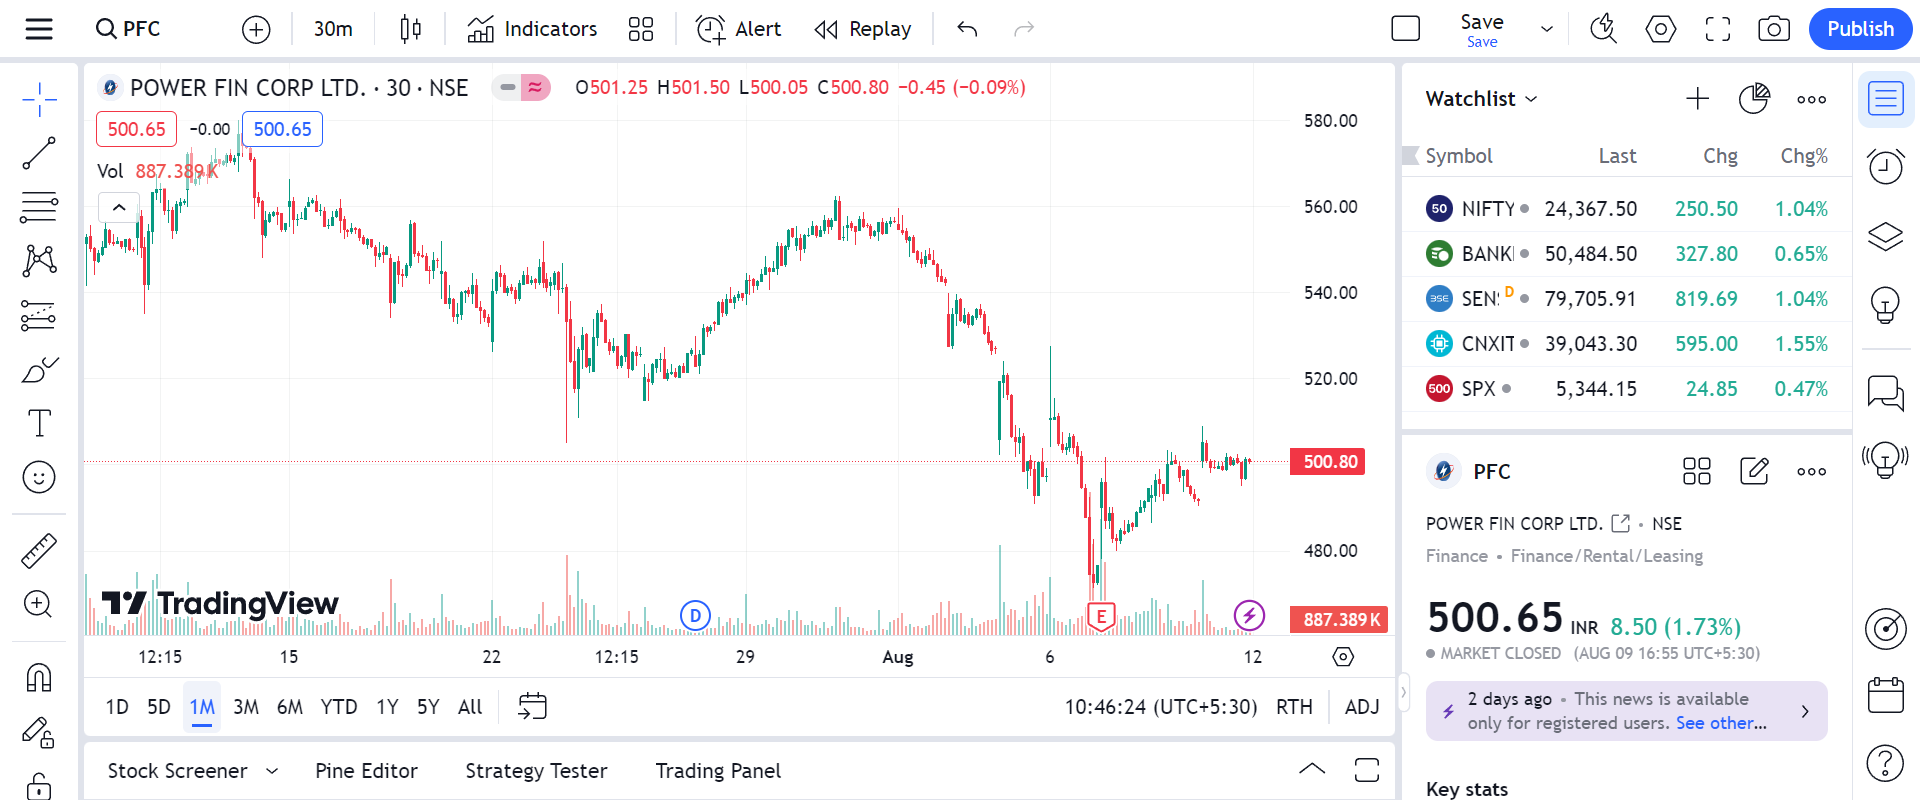 PFC
30m
Indicators
Alert
Replay
Save
Save
Publish
POWER FIN CORP LTD. · 30 · NSE
O501.25 H501.50 L500.05 C500.80 −0.45 (−0.09%)
500.65 −0.00 500.65
Vol 887.389K
580.00
560.00
540.00
520.00
500.80
480.00
887.389K
TradingView
D
E
12:15 15 22 12:15 29 Aug 6 12
1D 5D 1M 3M 6M YTD 1Y 5Y All
10:46:24 (UTC+5:30) RTH ADJ
Stock Screener Pine Editor Strategy Tester Trading Panel
Watchlist
Symbol Last Chg Chg%
50 NIFTY 24,367.50 250.50 1.04%
BANK 50,484.50 327.80 0.65%
BSE SEN D 79,705.91 819.69 1.04%
CNXIT 39,043.30 595.00 1.55%
500 SPX 5,344.15 24.85 0.47%
PFC
POWER FIN CORP LTD. • NSE
Finance • Finance/Rental/Leasing
500.65 INR 8.50 (1.73%)
MARKET CLOSED (AUG 09 16:55 UTC+5:30)
2 days ago • This news is available
only for registered users. See other...
Key stats